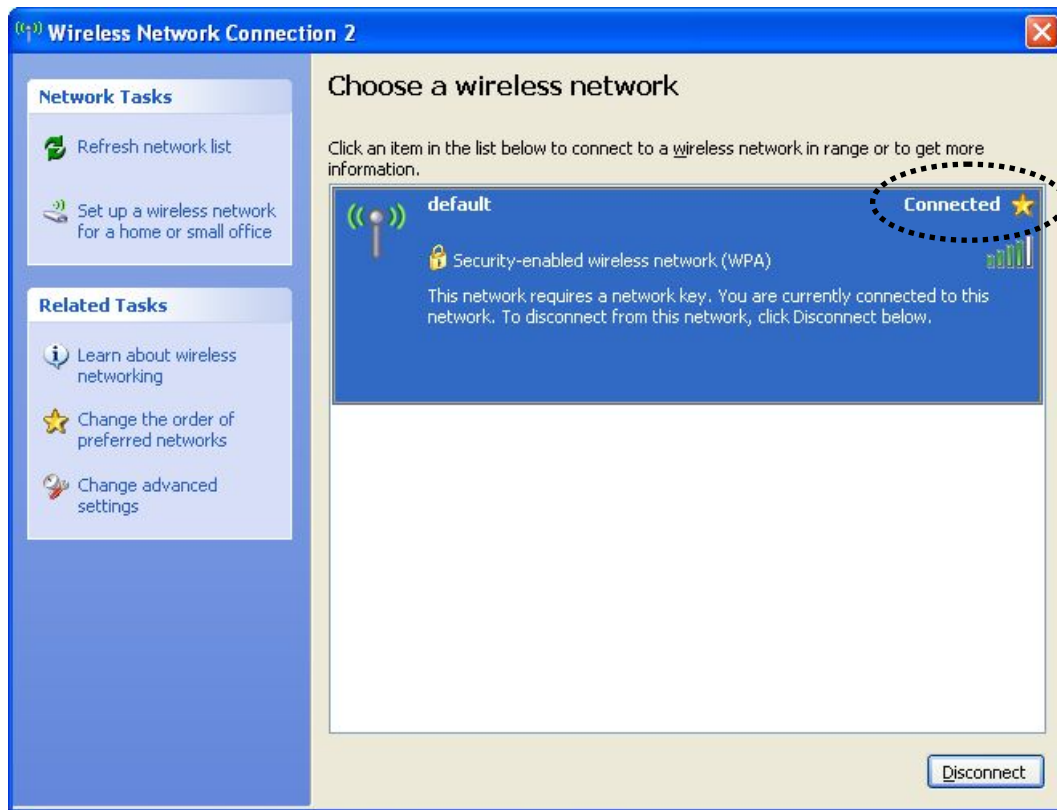 Wireless Network Connection 2
Network Tasks
Refresh network list
Set up a wireless network
for a home or small office
Related Tasks
Learn about wireless
networking
Change the order of
preferred networks
Change advanced
settings
Choose a wireless network
Click an item in the list below to connect to a wireless network in range or to get more
information.
default
Connected
Security-enabled wireless network (WPA)
This network requires a network key. You are currently connected to this
network. To disconnect from this network, click Disconnect below.
Disconnect